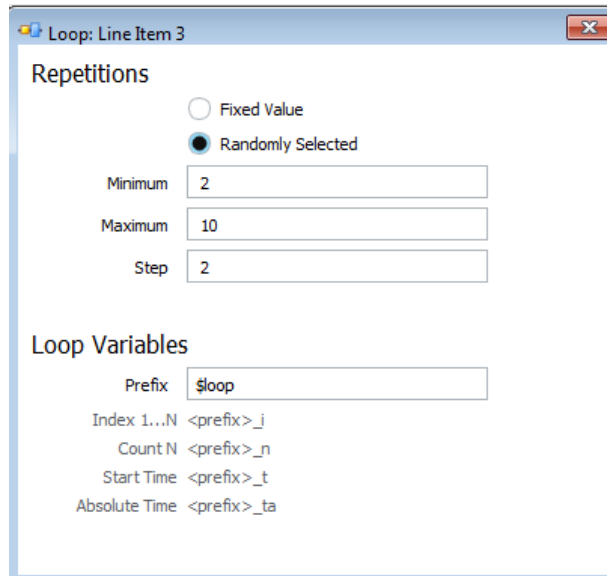 Loop: Line Item 3
Repetitions
Fixed Value
Randomly Selected
Minimum 2
Maximum 10
Step 2
Loop Variables
Prefix $loop
Index 1...N <prefix>_i
Count N <prefix>_n
Start Time <prefix>_t
Absolute Time <prefix>_ta